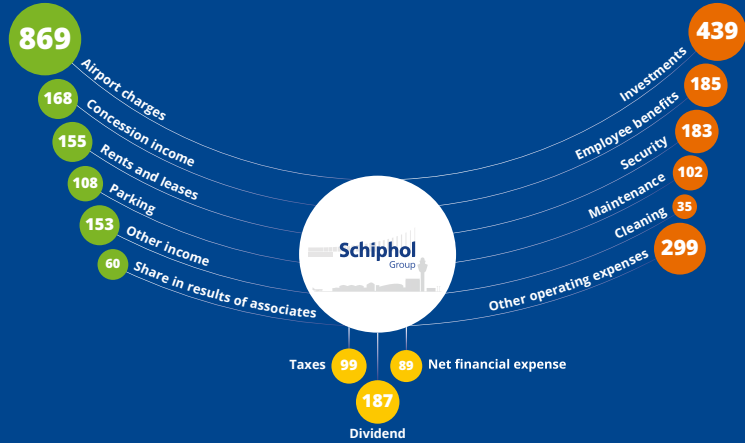 869
Airport charges
168
Concession income
155
Rents and leases
108
Parking
153
Other income
60
Share in results of associates
439
Investments
185
Employee benefits
183
Security
102
Maintenance
35
Cleaning
299
Other operating expenses
Schiphol
Group
Taxes 99
89 Net financial expense
187
Dividend